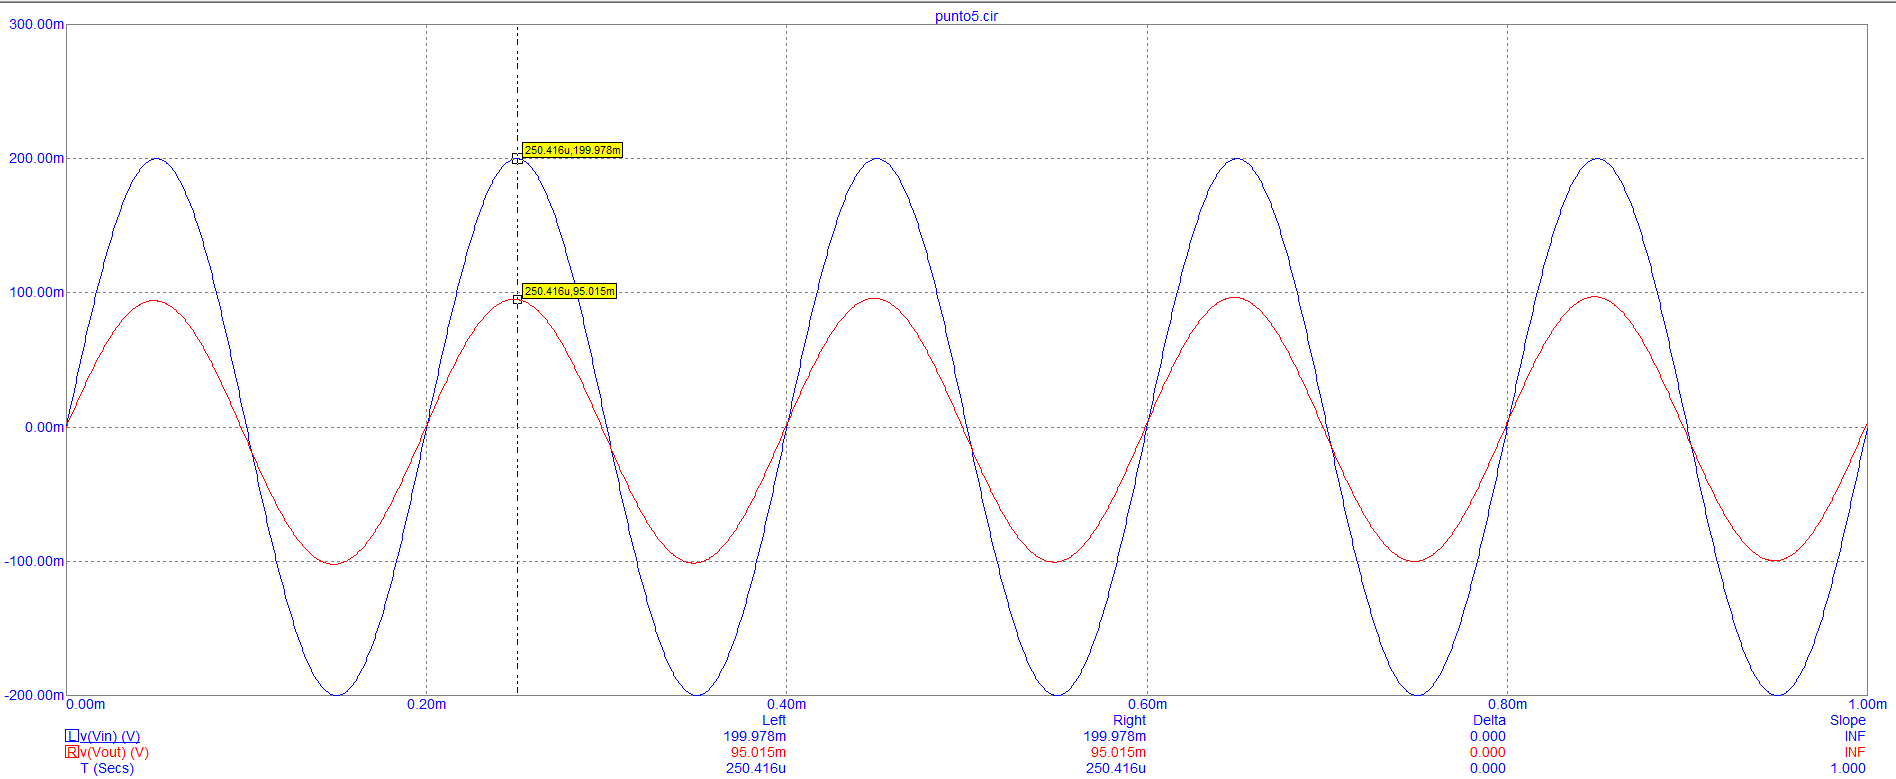 punto5.cir
300.00m
200.00m
250.416u,199.978m
100.00m
250.416u,95.015m
0.00m
-100.00m
-200.00m
0.00m 0.20m 0.40m 0.60m 0.80m 1.00m
Left Right Delta Slope
L v(Vin) (V) 199.978m 199.978m 0.000 INF
R v(Vout) (V) 95.015m 95.015m 0.000 INF
T (Secs) 250.416u 250.416u 0.000 1.000